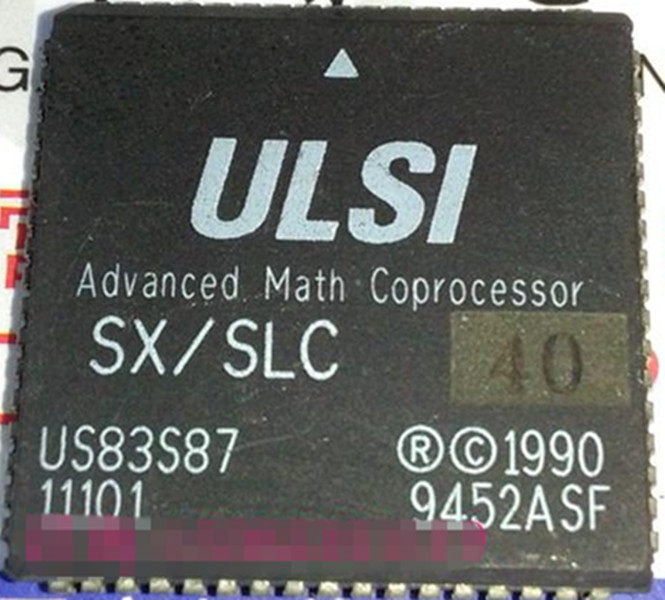 ULSI
Advanced Math Coprocessor
SX/SLC 40
US83S87 ®©1990
11101 9452ASF